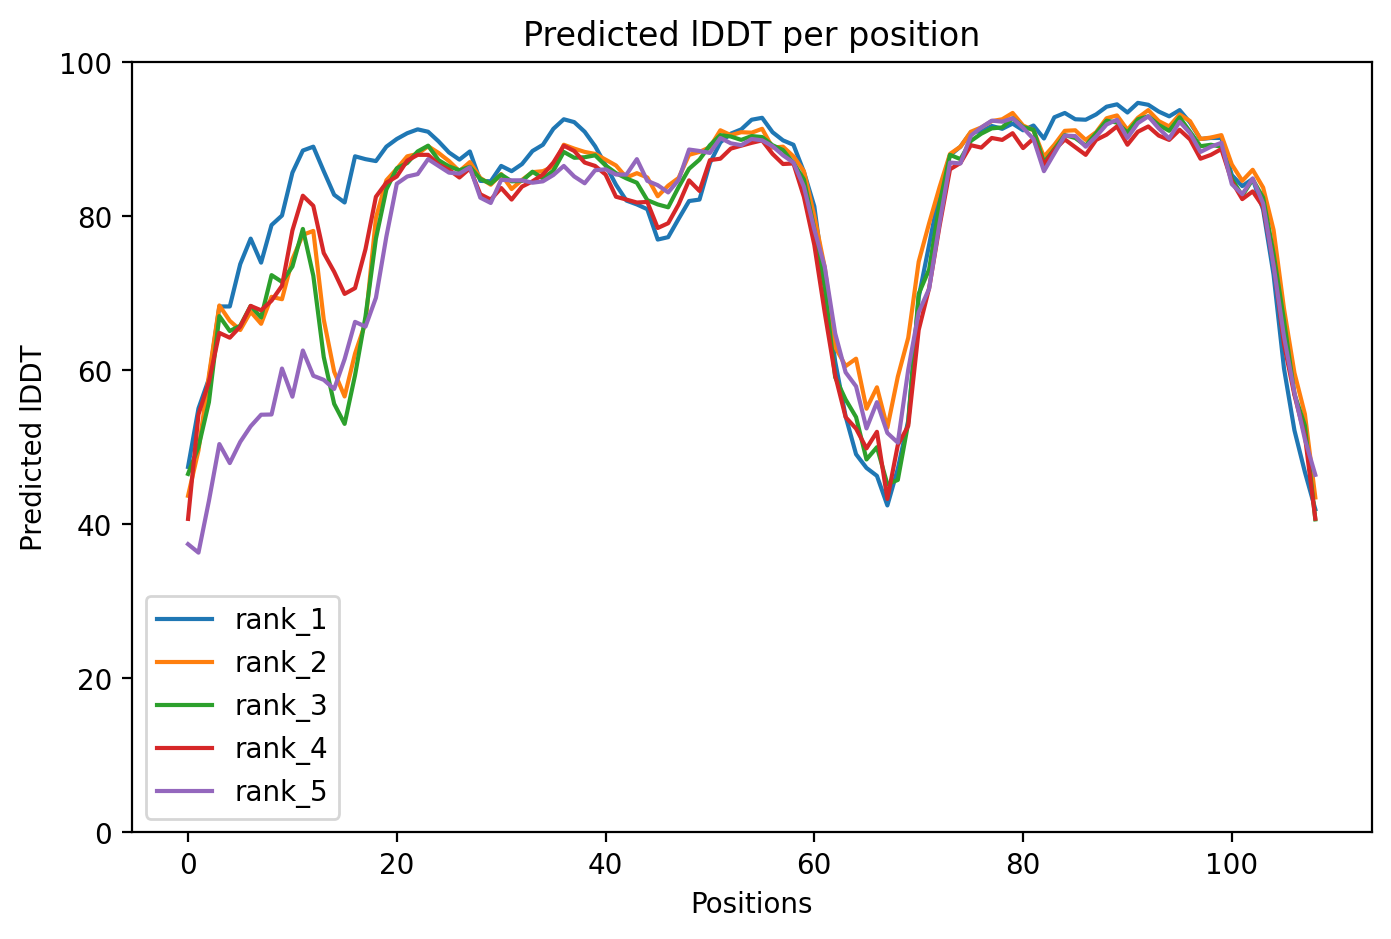 Predicted lDDT per position
100
80
60
40
20
0
Predicted lDDT
rank_1
rank_2
rank_3
rank_4
rank_5
0 20 40 60 80 100
Positions